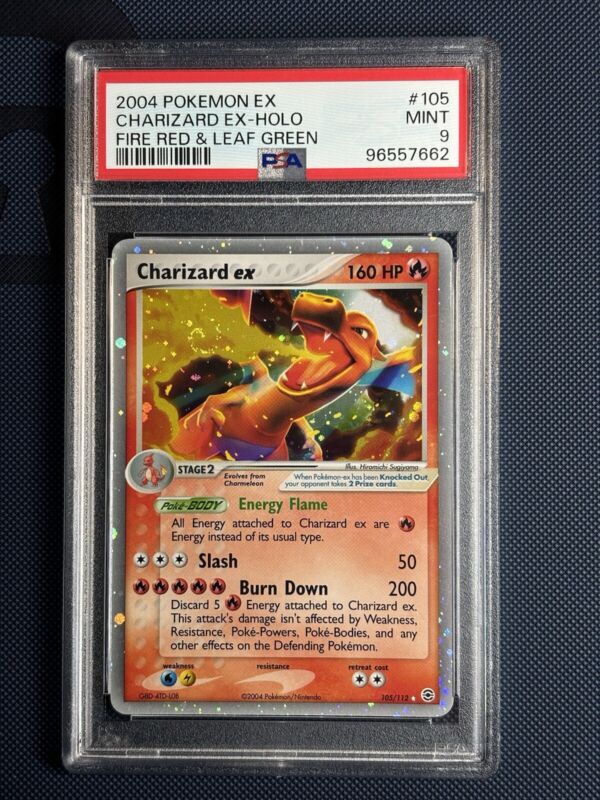 2004 POKEMON EX #105
CHARIZARD EX-HOLO MINT
FIRE RED & LEAF GREEN 9
PSA 96557662
Charizard ex 160 HP
STAGE 2
Evolves from
Charmeleon
Illus. Hiromichi Sugiyama
When Pokémon-ex has been Knocked Out,
your opponent takes 2 Prize cards.
Poké-BODY Energy Flame
All Energy attached to Charizard ex are
Energy instead of its usual type.
Slash 50
Burn Down 200
Discard 5 Energy attached to Charizard ex.
This attack's damage isn't affected by Weakness,
Resistance, Poké-Powers, Poké-Bodies, and any
other effects on the Defending Pokémon.
weakness resistance retreat cost
GBD-4TD-L0B ©2004 Pokémon/Nintendo 105/112